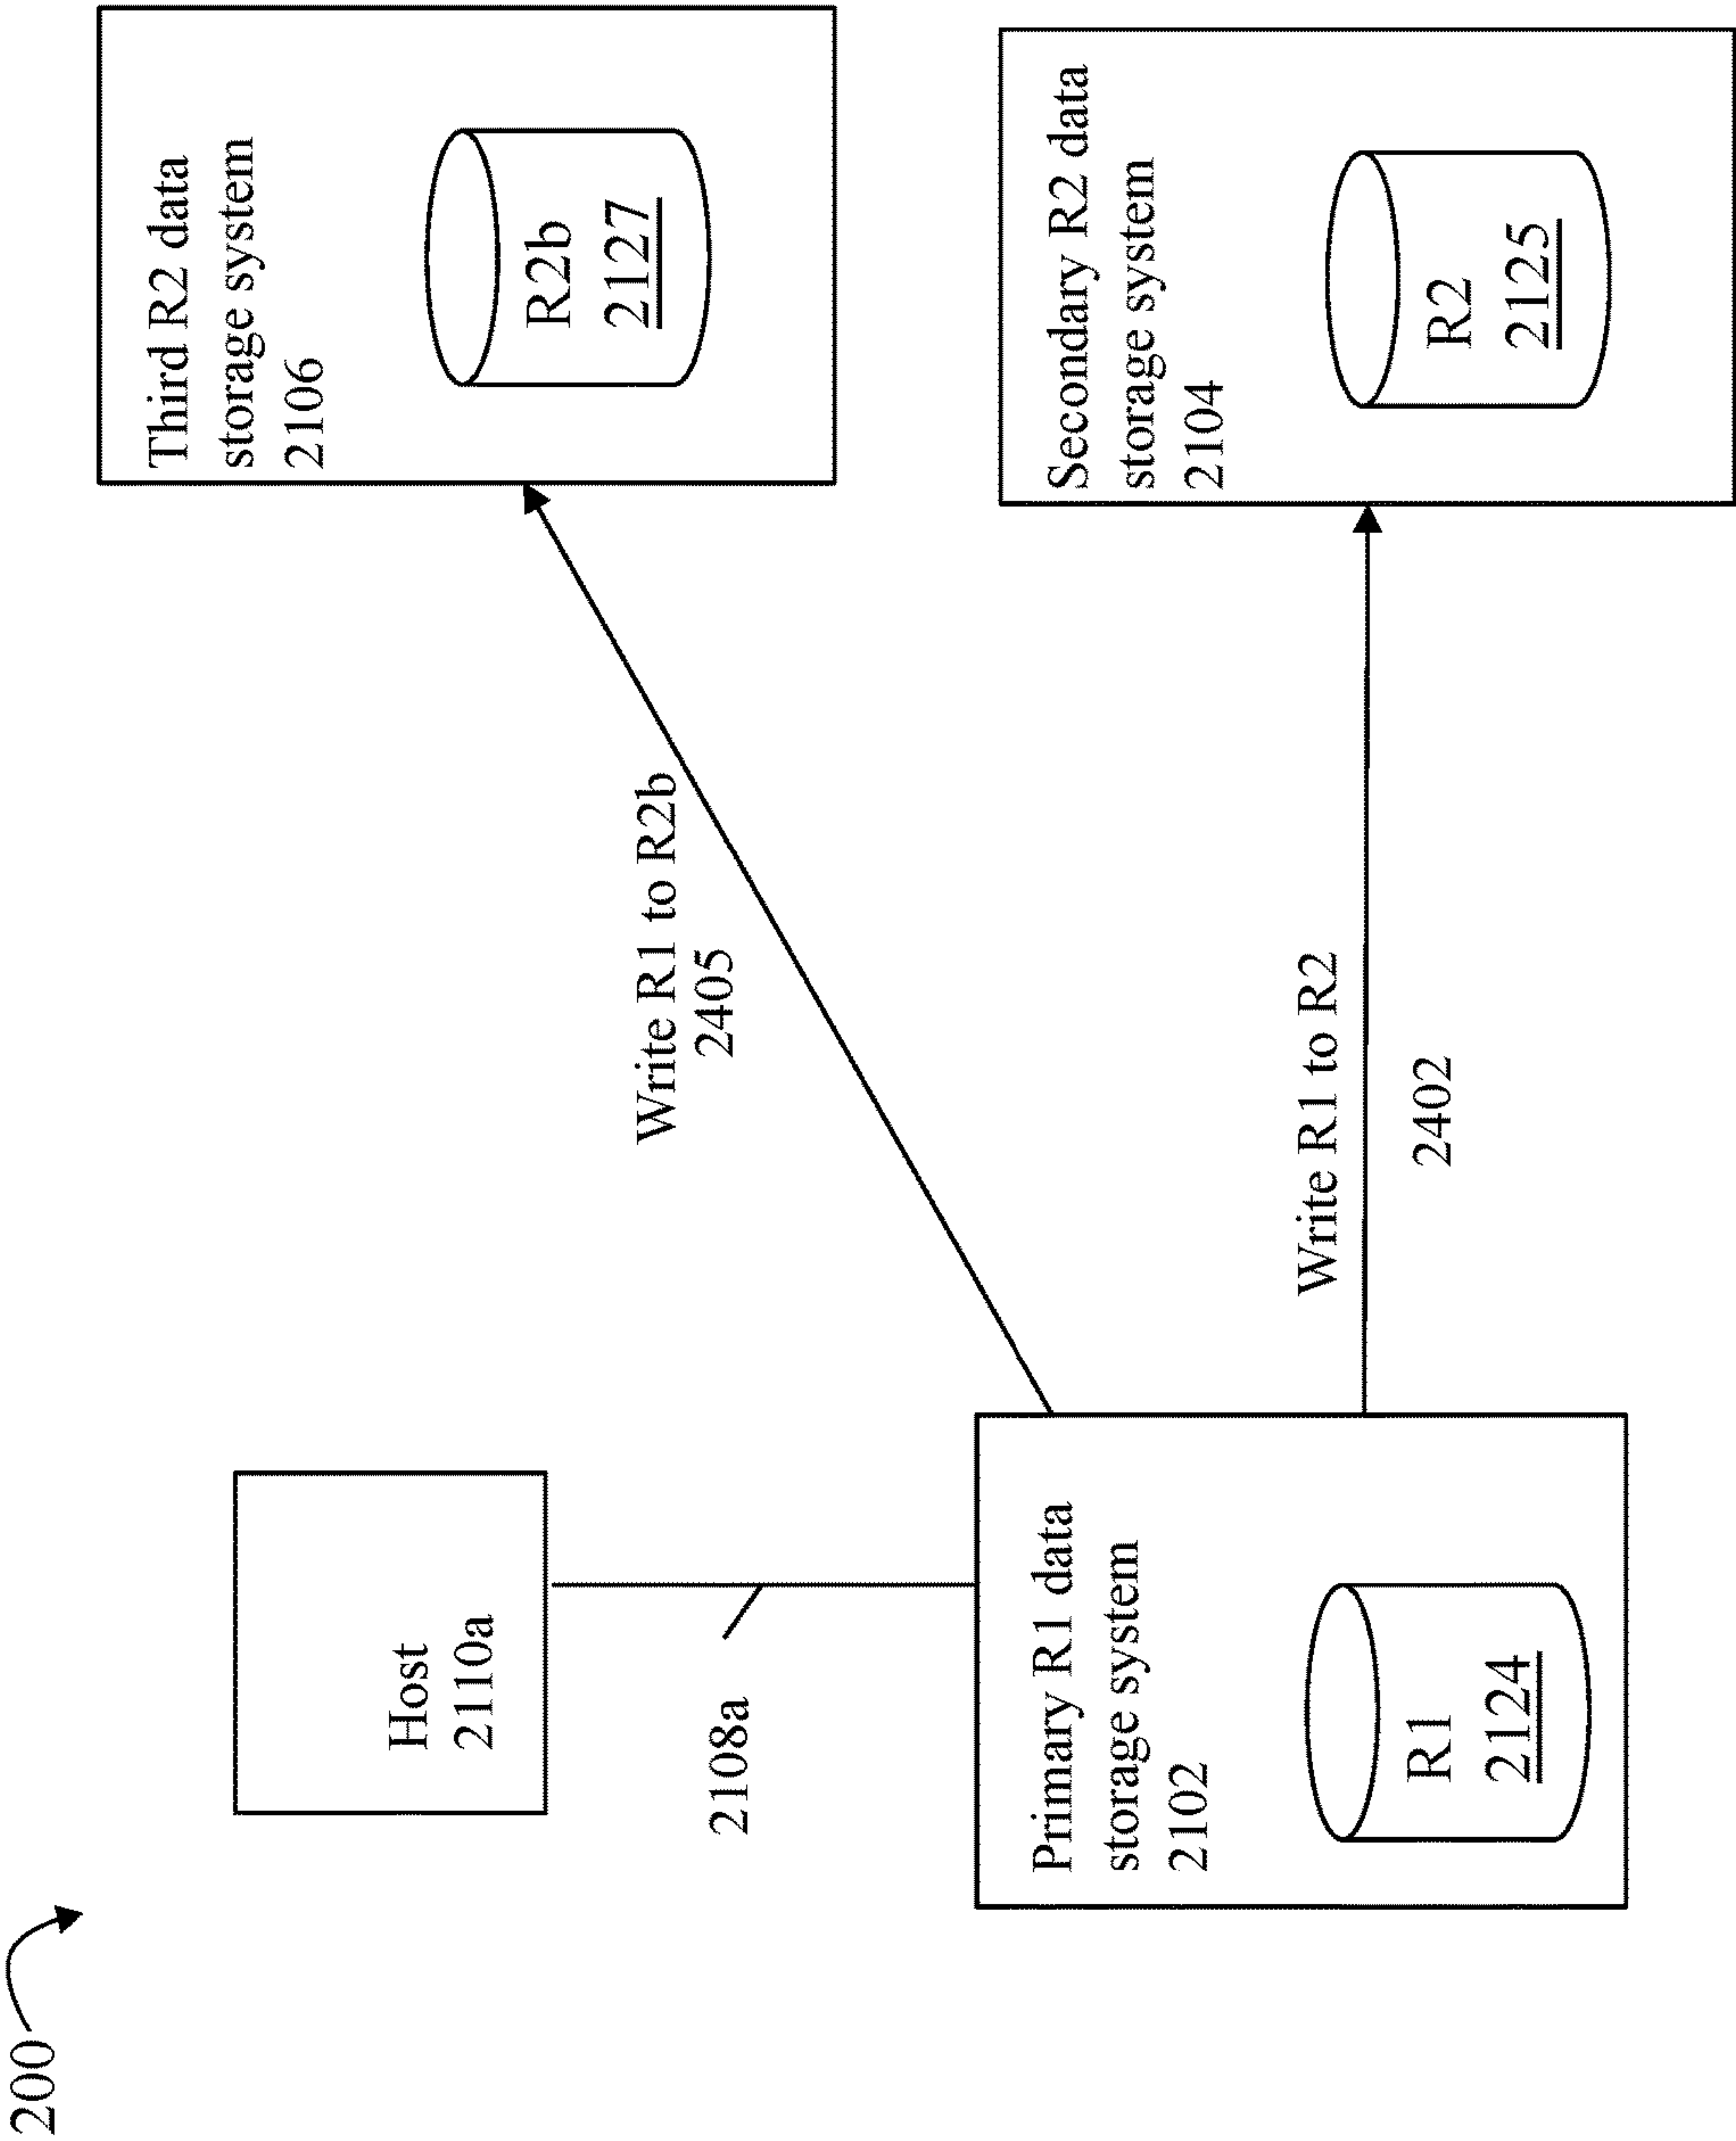 200
Host
2110a
2108a
Primary R1 data
storage system
2102
R1
2124
Write R1 to R2b
2405
Write R1 to R2
2402
Third R2 data
storage system
2106
R2b
2127
Secondary R2 data
storage system
2104
R2
2125